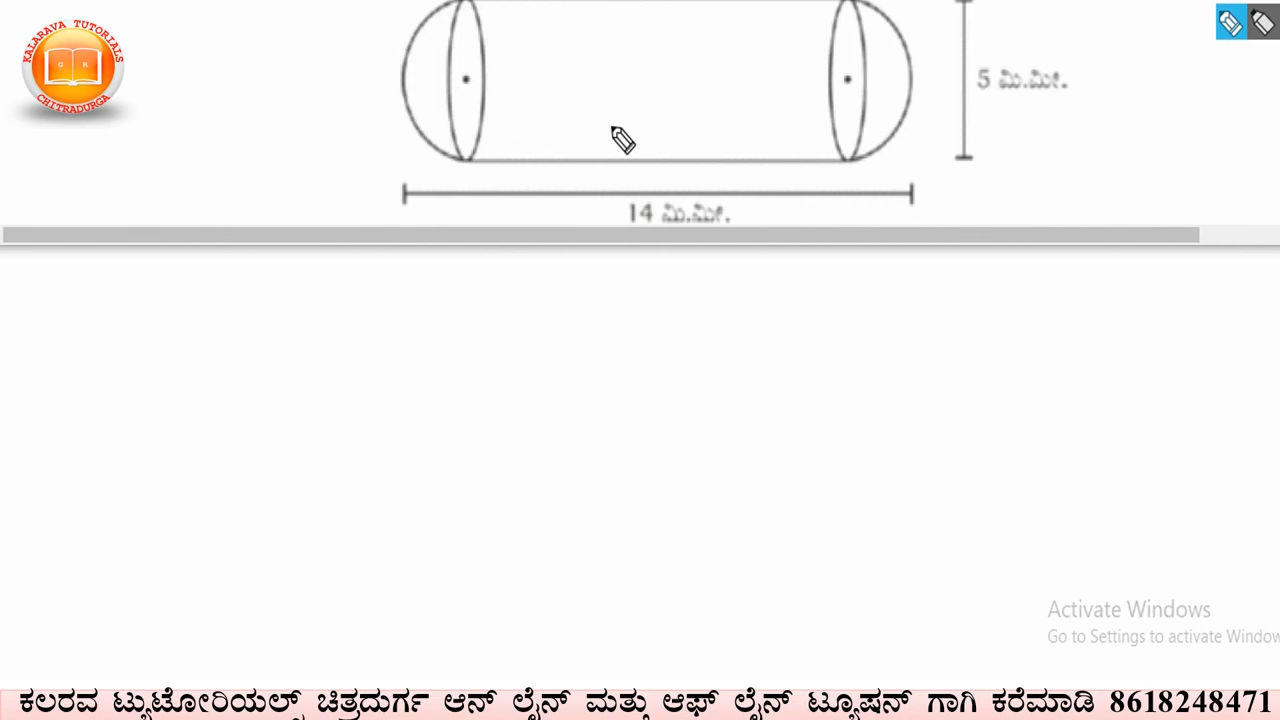 KALARAVA TUTORIALS
G R
CHITRADURGA
5 ಮಿ.ಮೀ.
14 ಮಿ.ಮೀ.
Activate Windows
Go to Settings to activate Window
ಕಲರವ ಟ್ಯುಟೋರಿಯಲ್ಸ್ ಚಿತ್ರದುರ್ಗ ಆನ್ ಲೈನ್ ಮತ್ತು ಆಫ್ ಲೈನ್ ಟ್ಯೂಷನ್ ಗಾಗಿ ಕರೆಮಾಡಿ 8618248471